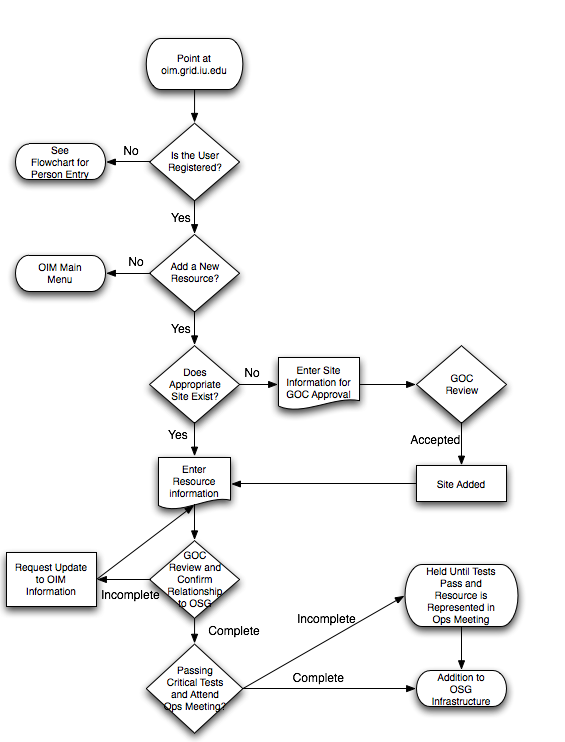 Point at
oim.grid.iu.edu
Is the User
Registered?
No
See
Flowchart for
Person Entry
Yes
Add a New
Resource?
No
OIM Main
Menu
Yes
Does
Appropriate
Site Exist?
No
Enter Site
Information for
GOC Approval
GOC
Review
Accepted
Site Added
Yes
Enter
Resource
information
GOC
Review and
Confirm
Relationship
to OSG
Incomplete
Request Update
to OIM
Information
Complete
Passing
Critical Tests
and Attend
Ops Meeting?
Incomplete
Held Until Tests
Pass and
Resource is
Represented in
Ops Meeting
Complete
Addition to
OSG
Infrastructure